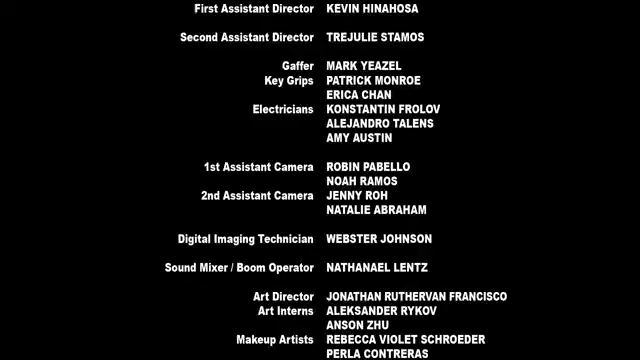 First Assistant Director KEVIN HINAHOSA
Second Assistant Director TREJULIE STAMOS
Gaffer MARK YEAZEL
Key Grips PATRICK MONROE
ERICA CHAN
Electricians KONSTANTIN FROLOV
ALEJANDRO TALENS
AMY AUSTIN
1st Assistant Camera ROBIN PABELLO
NOAH RAMOS
2nd Assistant Camera JENNY ROH
NATALIE ABRAHAM
Digital Imaging Technician WEBSTER JOHNSON
Sound Mixer / Boom Operator NATHANAEL LENTZ
Art Director JONATHAN RUTHERVAN FRANCISCO
Art Interns ALEKSANDER RYKOV
ANSON ZHU
Makeup Artists REBECCA VIOLET SCHROEDER
PERLA CONTRERAS